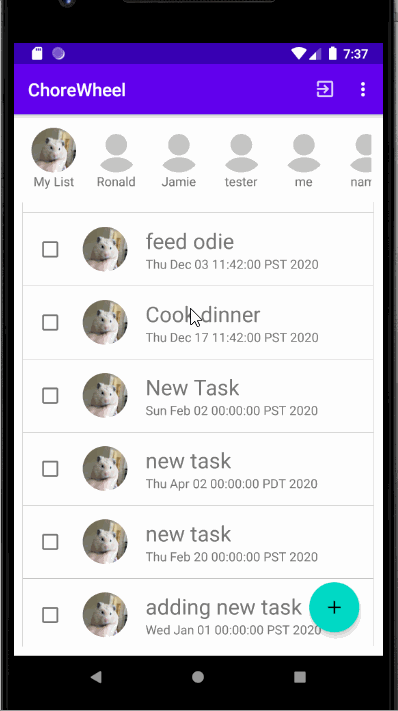 7:37
ChoreWheel
My List Ronald Jamie tester me nam
feed odie
Thu Dec 03 11:42:00 PST 2020
Cook dinner
Thu Dec 17 11:42:00 PST 2020
New Task
Sun Feb 02 00:00:00 PST 2020
new task
Thu Apr 02 00:00:00 PDT 2020
new task
Thu Feb 20 00:00:00 PST 2020
adding new task
Wed Jan 01 00:00:00 PST 2020